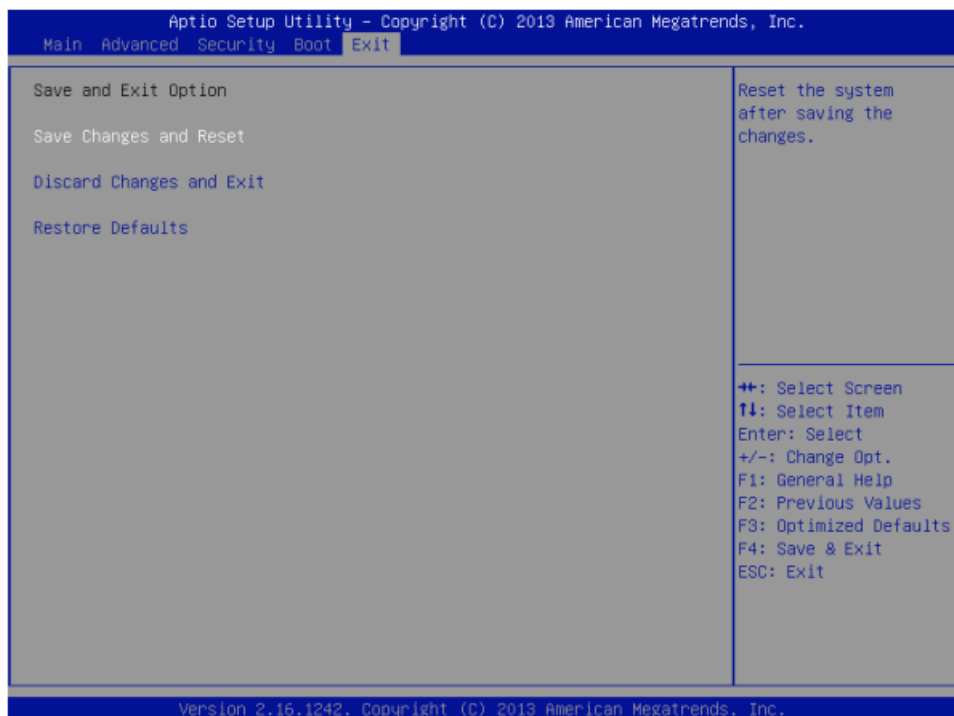 Aptio Setup Utility – Copyright (C) 2013 American Megatrends, Inc.
Main Advanced Security Boot Exit
Save and Exit Option
Save Changes and Reset
Discard Changes and Exit
Restore Defaults
Reset the system
after saving the
changes.
→←: Select Screen
↑↓: Select Item
Enter: Select
+/-: Change Opt.
F1: General Help
F2: Previous Values
F3: Optimized Defaults
F4: Save & Exit
ESC: Exit
Version 2.16.1242. Copyright (C) 2013 American Megatrends, Inc.